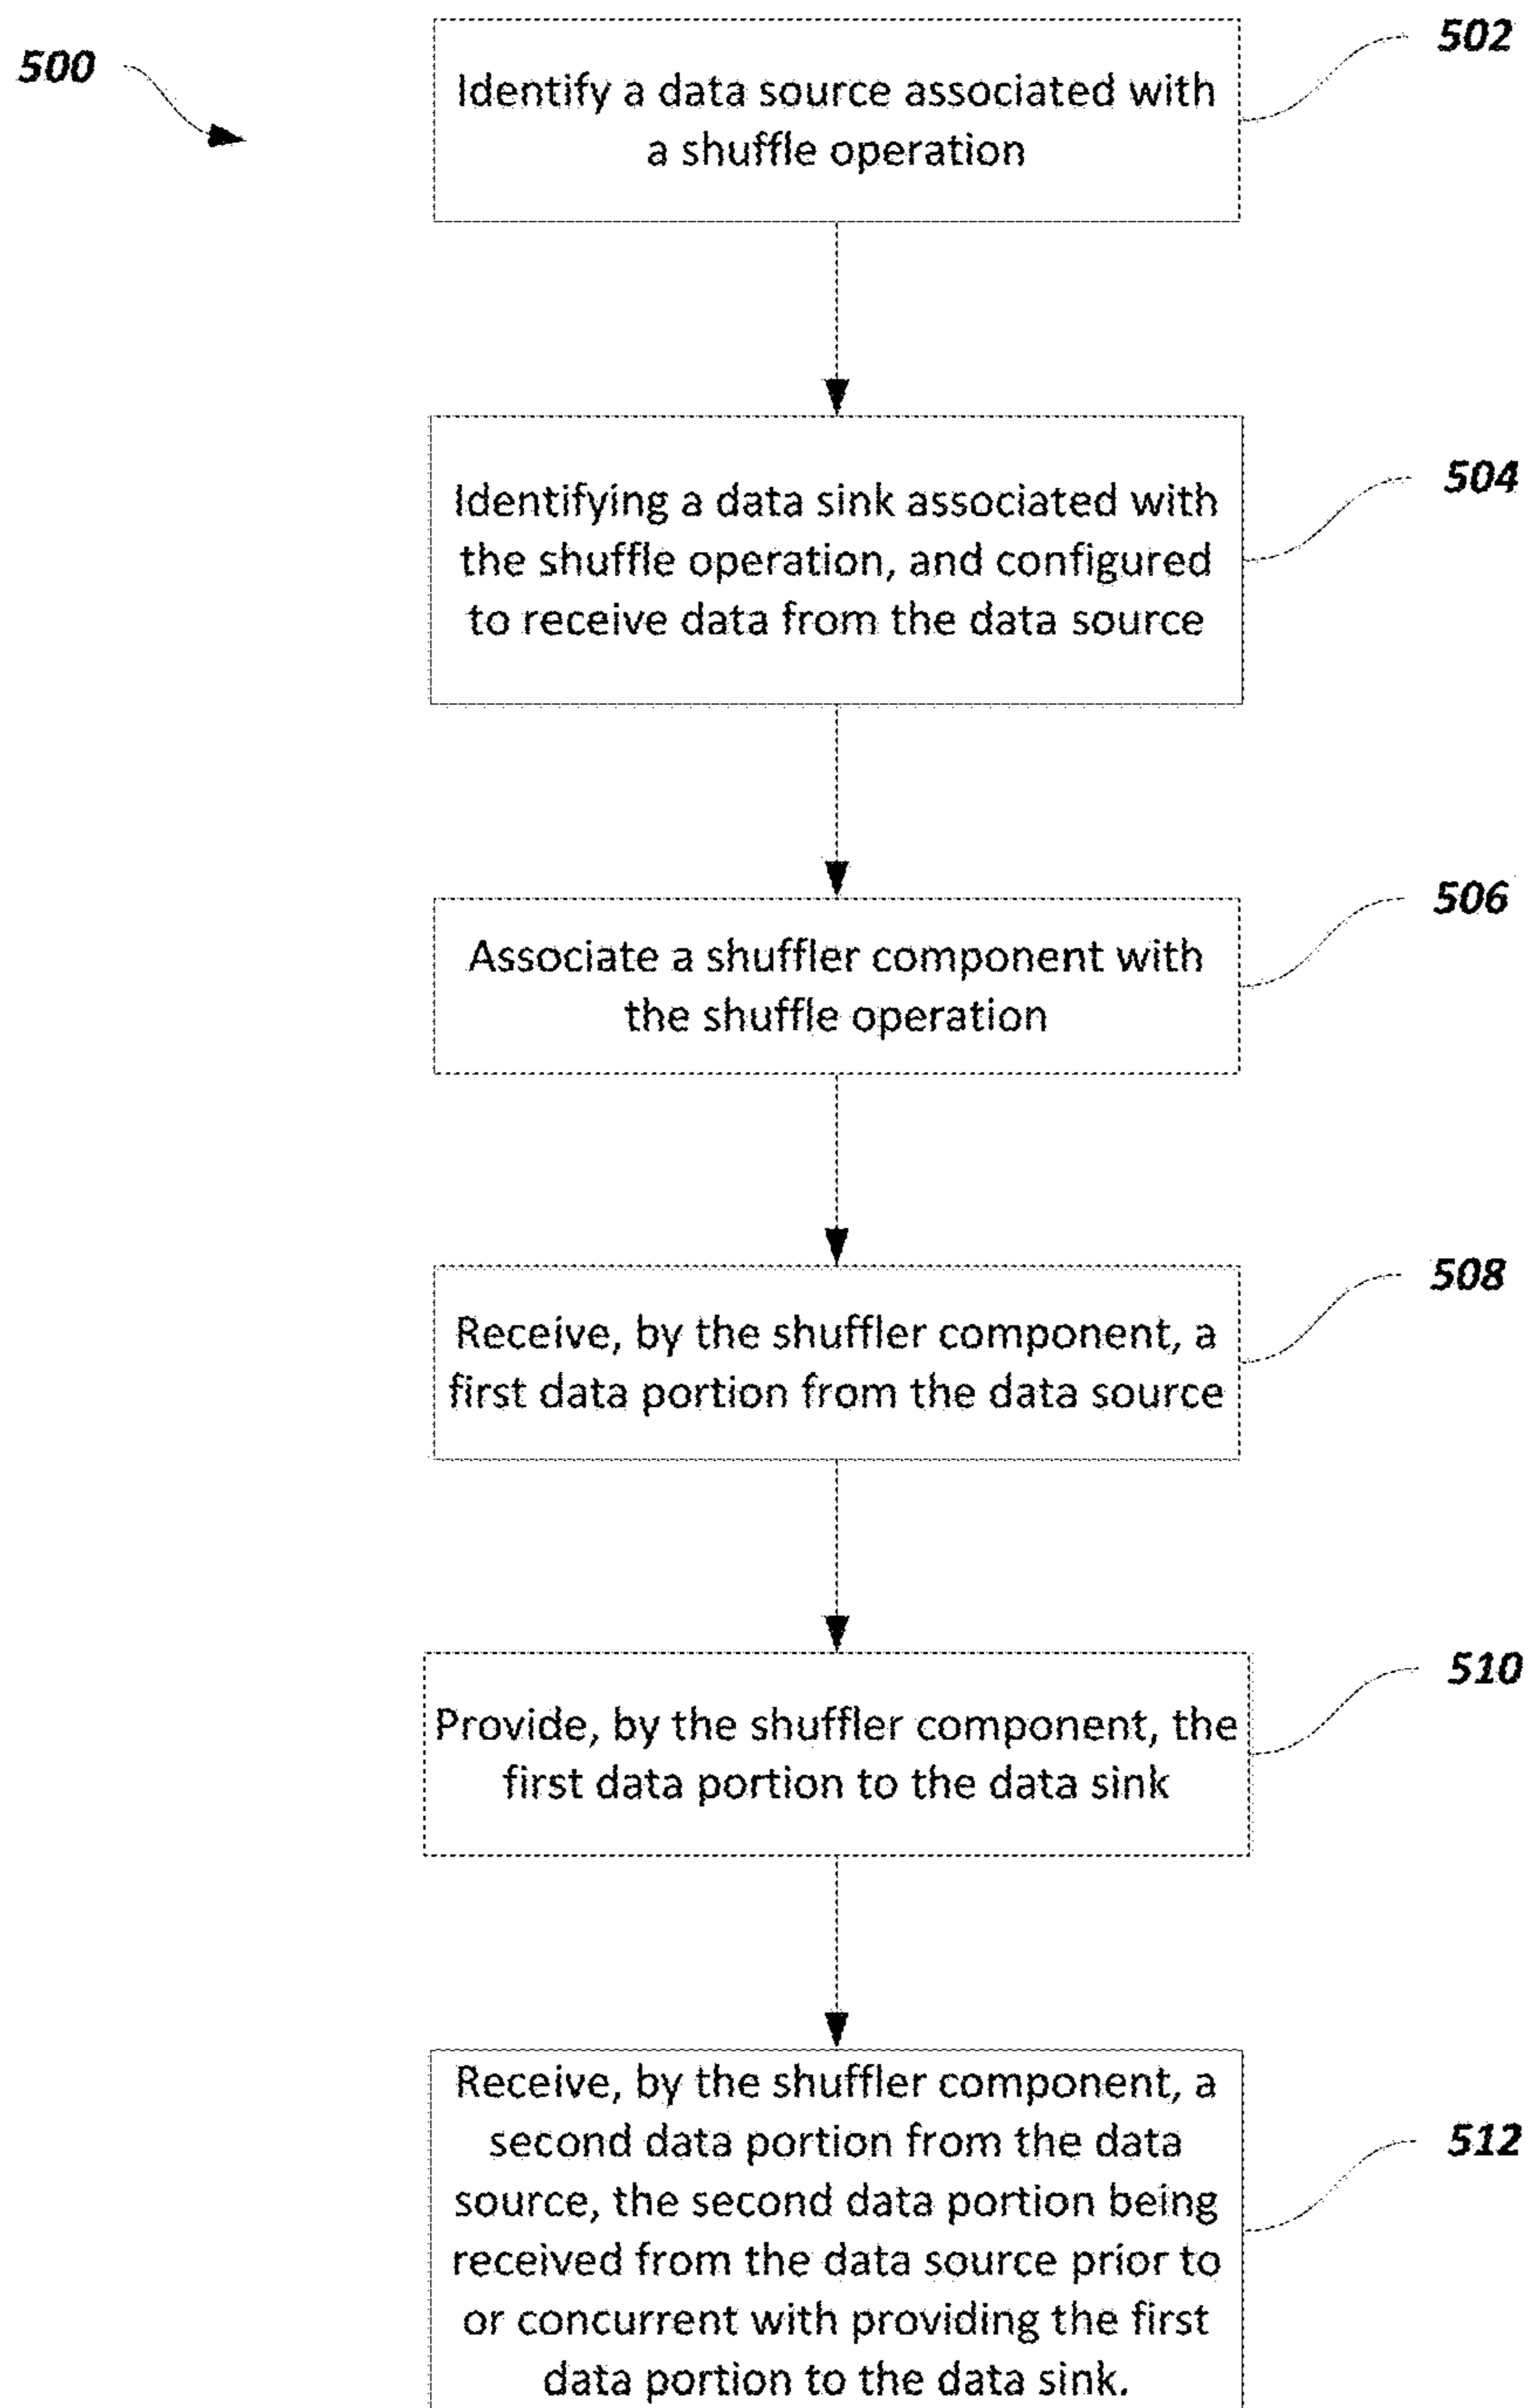 500
502
Identify a data source associated with
a shuffle operation
504
Identifying a data sink associated with
the shuffle operation, and configured
to receive data from the data source
506
Associate a shuffler component with
the shuffle operation
508
Receive, by the shuffler component, a
first data portion from the data source
510
Provide, by the shuffler component, the
first data portion to the data sink
512
Receive, by the shuffler component, a
second data portion from the data
source, the second data portion being
received from the data source prior to
or concurrent with providing the first
data portion to the data sink.